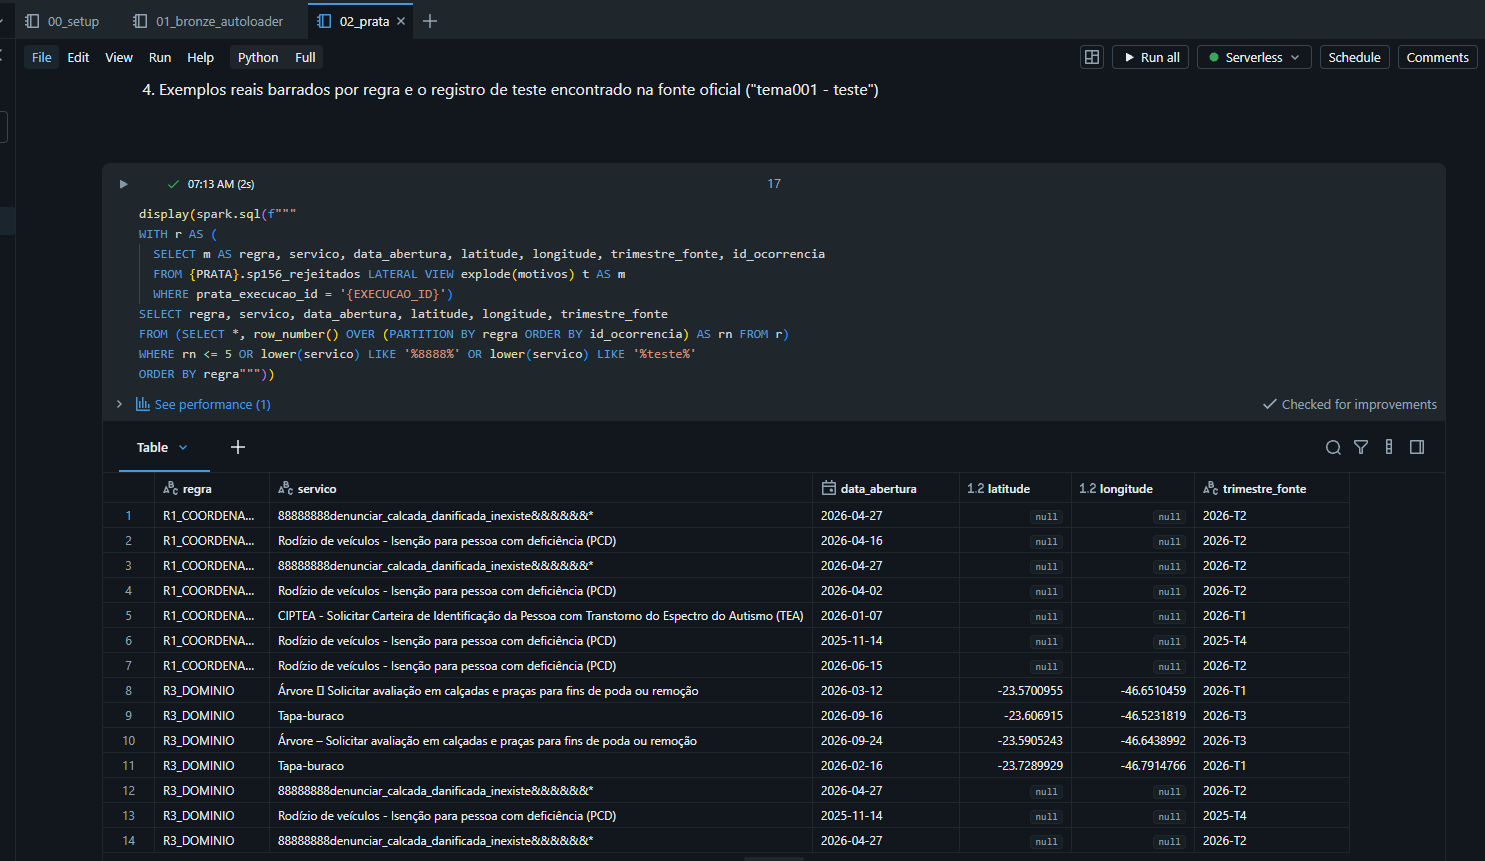 00_setup 01_bronze_autoloader 02_prata
File Edit View Run Help Python Full Run all Serverless Schedule Comments
4. Exemplos reais barrados por regra e o registro de teste encontrado na fonte oficial ("tema001 - teste")
07:13 AM (2s) 17
display(spark.sql(f"""
WITH r AS (
SELECT m AS regra, servico, data_abertura, latitude, longitude, trimestre_fonte, id_ocorrencia
FROM {PRATA}.sp156_rejeitados LATERAL VIEW explode(motivos) t AS m
WHERE prata_execucao_id = '{EXECUCAO_ID}')
SELECT regra, servico, data_abertura, latitude, longitude, trimestre_fonte
FROM (SELECT *, row_number() OVER (PARTITION BY regra ORDER BY id_ocorrencia) AS rn FROM r)
WHERE rn <= 5 OR lower(servico) LIKE '%8888%' OR lower(servico) LIKE '%teste%'
ORDER BY regra"""))
See performance (1) Checked for improvements
Table
regra servico data_abertura 1.2 latitude 1.2 longitude trimestre_fonte
1 R1_COORDENA... 88888888denunciar_calcada_danificada_inexiste&&&&&&* 2026-04-27 null null 2026-T2
2 R1_COORDENA... Rodízio de veículos - Isenção para pessoa com deficiência (PCD) 2026-04-16 null null 2026-T2
3 R1_COORDENA... 88888888denunciar_calcada_danificada_inexiste&&&&&&* 2026-04-27 null null 2026-T2
4 R1_COORDENA... Rodízio de veículos - Isenção para pessoa com deficiência (PCD) 2026-04-02 null null 2026-T2
5 R1_COORDENA... CIPTEA - Solicitar Carteira de Identificação da Pessoa com Transtorno do Espectro do Autismo (TEA) 2026-01-07 null null 2026-T1
6 R1_COORDENA... Rodízio de veículos - Isenção para pessoa com deficiência (PCD) 2025-11-14 null null 2025-T4
7 R1_COORDENA... Rodízio de veículos - Isenção para pessoa com deficiência (PCD) 2026-06-15 null null 2026-T2
8 R3_DOMINIO Árvore Solicitar avaliação em calçadas e praças para fins de poda ou remoção 2026-03-12 -23.5700955 -46.6510459 2026-T1
9 R3_DOMINIO Tapa-buraco 2026-09-16 -23.606915 -46.5231819 2026-T3
10 R3_DOMINIO Árvore – Solicitar avaliação em calçadas e praças para fins de poda ou remoção 2026-09-24 -23.5905243 -46.6438992 2026-T3
11 R3_DOMINIO Tapa-buraco 2026-02-16 -23.7289929 -46.7914766 2026-T1
12 R3_DOMINIO 88888888denunciar_calcada_danificada_inexiste&&&&&&* 2026-04-27 null null 2026-T2
13 R3_DOMINIO Rodízio de veículos - Isenção para pessoa com deficiência (PCD) 2025-11-14 null null 2025-T4
14 R3_DOMINIO 88888888denunciar_calcada_danificada_inexiste&&&&&&* 2026-04-27 null null 2026-T2